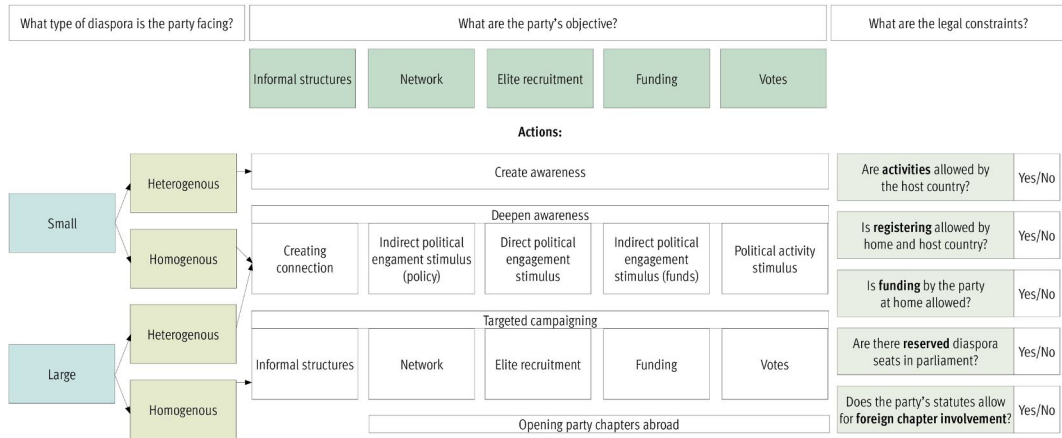 What type of diaspora is the party facing?
What are the party's objective?
What are the legal constraints?
Informal structures
Network
Elite recruitment
Funding
Votes
Actions:
Small
Heterogenous
Homogenous
Large
Heterogenous
Homogenous
Create awareness
Deepen awareness
Creating
connection
Indirect political
engament stimulus
(policy)
Direct political
engagement
stimulus
Indirect political
engagement
stimulus (funds)
Political activity
stimulus
Targeted campaigning
Informal structures
Network
Elite recruitment
Funding
Votes
Opening party chapters abroad
Are activities allowed by
the host country?
Yes/No
Is registering allowed by
home and host country?
Yes/No
Is funding by the party
at home allowed?
Yes/No
Are there reserved diaspora
seats in parliament?
Yes/No
Does the party's statutes allow
for foreign chapter involvement?
Yes/No